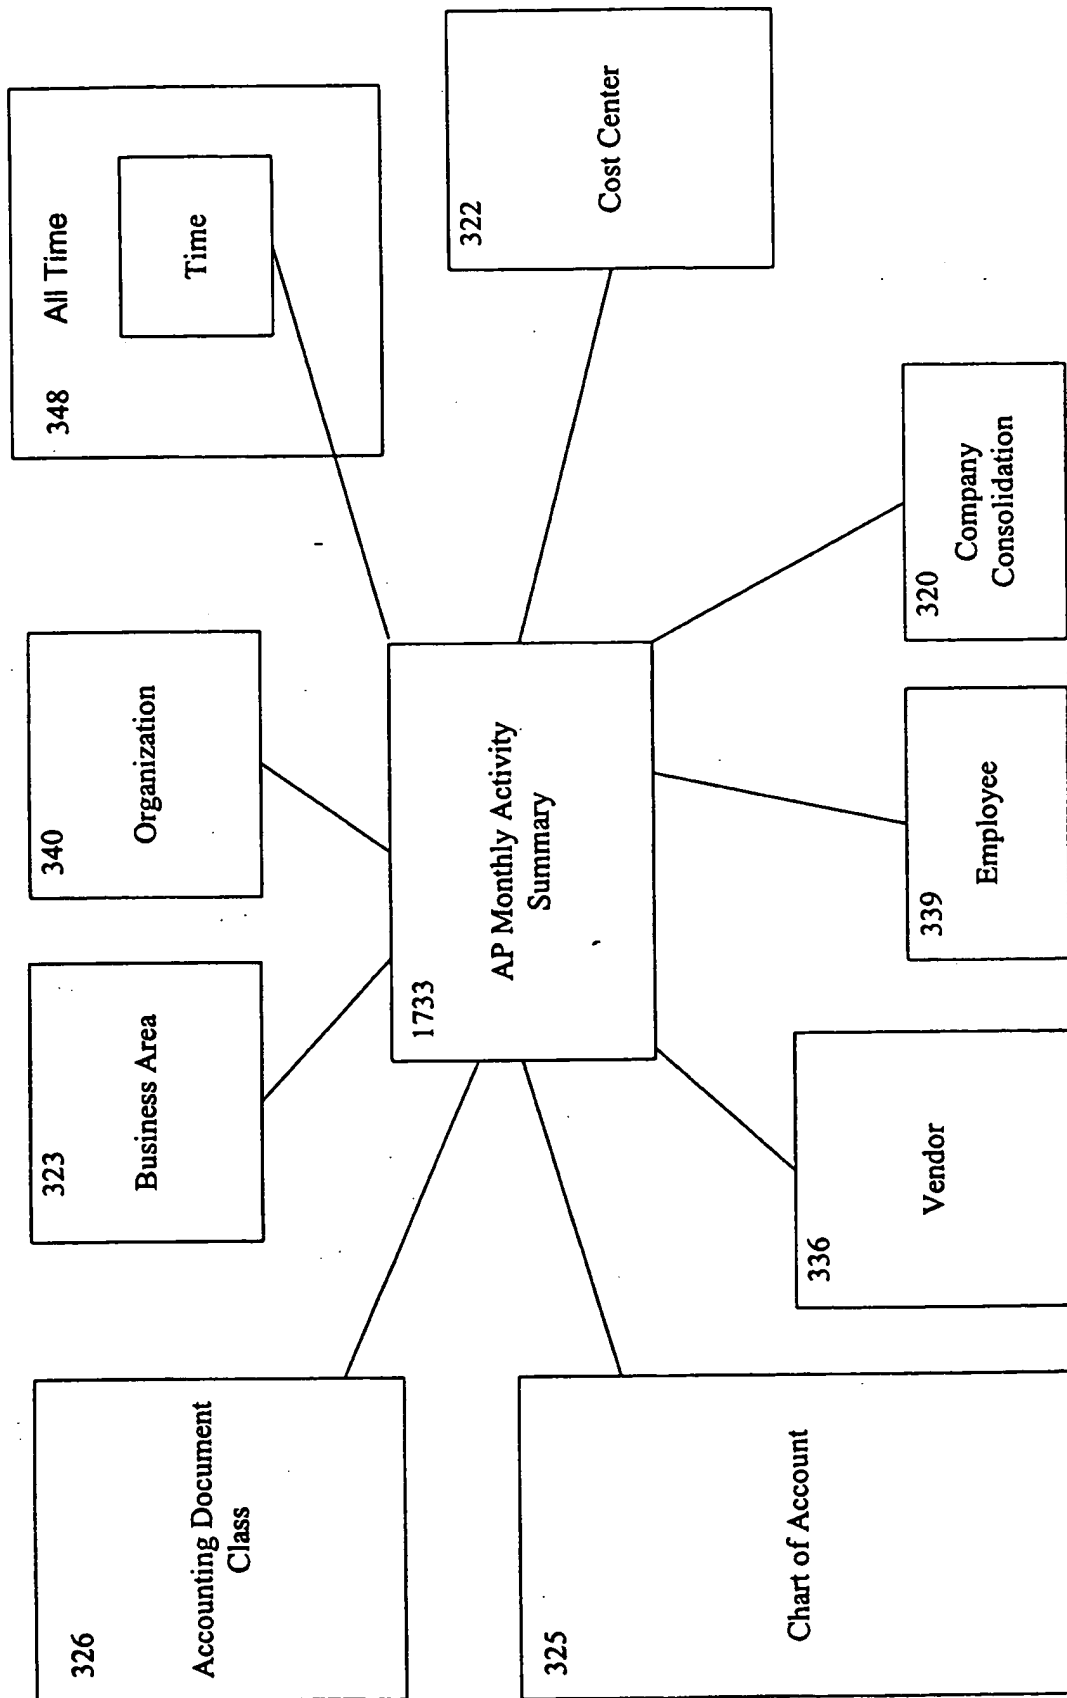 326
Accounting Document
Class
323
Business Area
340
Organization
348
All Time
Time
325
Chart of Account
1733
AP Monthly Activity
Summary
322
Cost Center
336
Vendor
339
Employee
320
Company
Consolidation